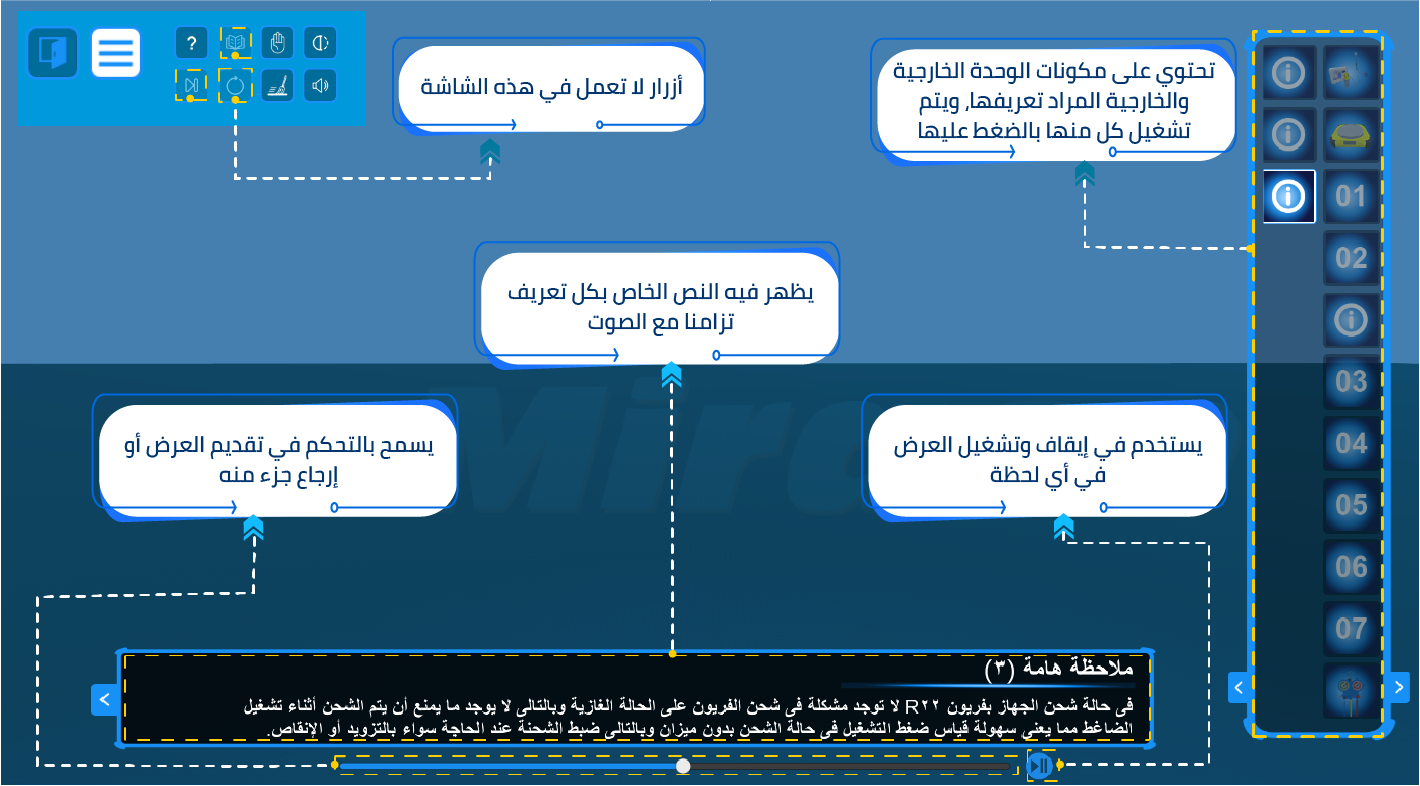 ?
أزرار لا تعمل في هذه الشاشة
تحتوي على مكونات الوحدة الخارجية
والخارجية المراد تعريفها، ويتم
تشغيل كل منها بالضغط عليها
01
02
03
04
05
06
07
يظهر فيه النص الخاص بكل تعريف
تزامنا مع الصوت
يسمح بالتحكم في تقديم العرض أو
إرجاع جزء منه
يستخدم في إيقاف وتشغيل العرض
في أي لحظة
ملاحظة هامة (٣)
فى حالة شحن الجهاز بفريون R٢٢ لا توجد مشكلة فى شحن الفريون على الحالة الغازية وبالتالى لا يوجد ما يمنع أن يتم الشحن أثناء تشغيل
الضاغط مما يعني سهولة قياس ضغط التشغيل فى حالة الشحن بدون ميزان وبالتالى ضبط الشحنة عند الحاجة سواء بالتزويد أو الإنقاص.